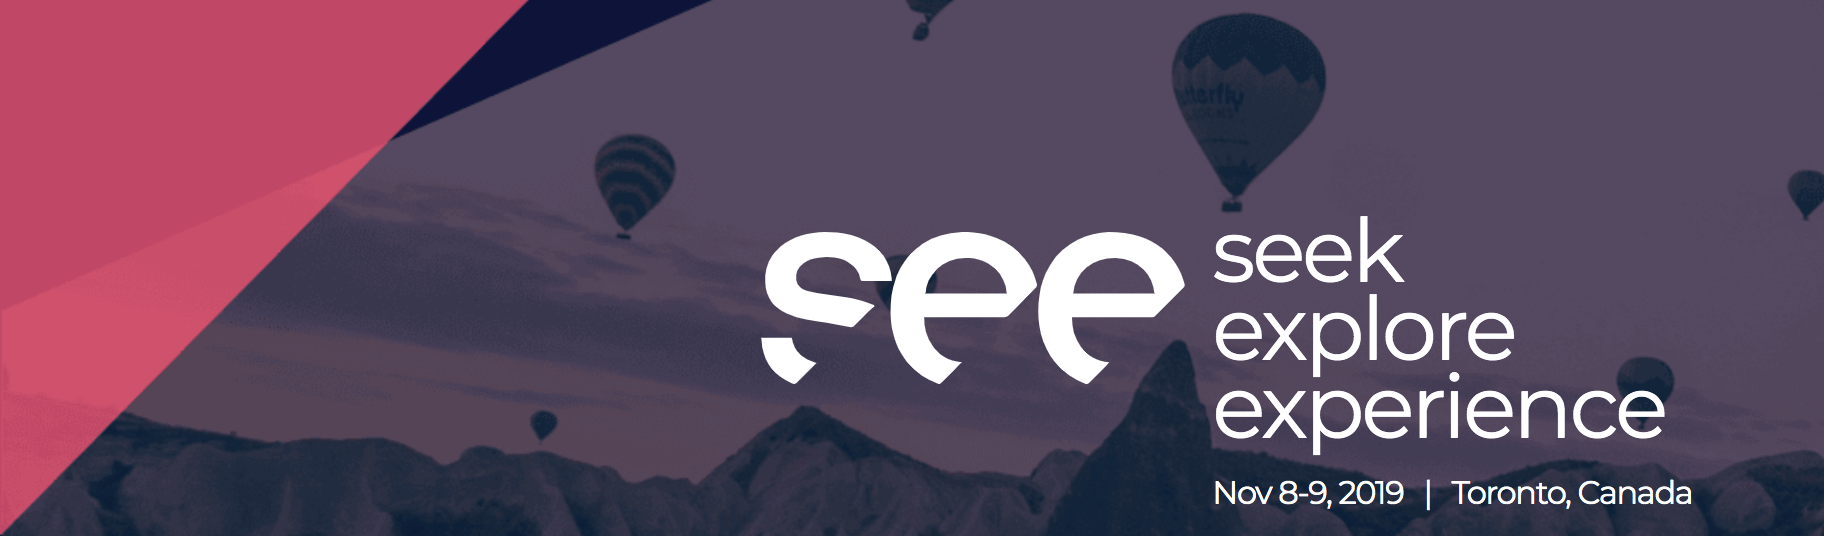 see
seek
explore
experience
Nov 8-9, 2019 | Toronto, Canada